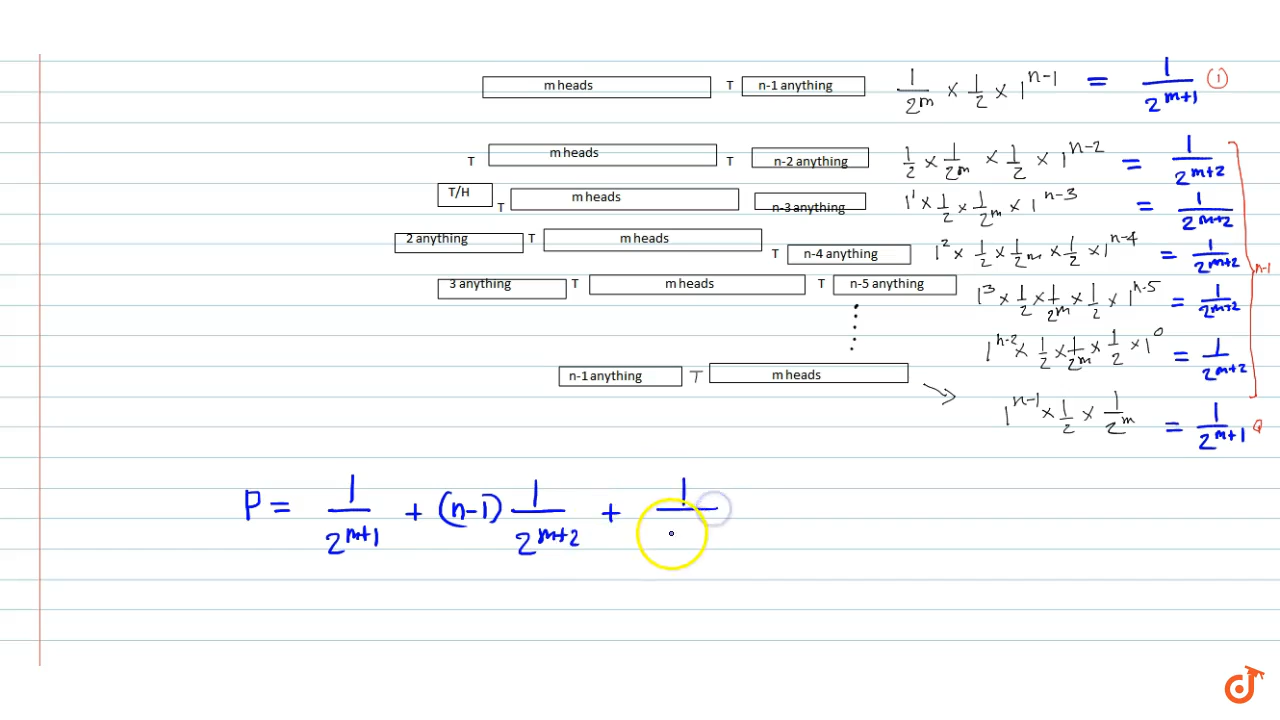 m heads T n-1 anything 1/2^m × 1/2 × 1^(n-1) = 1/2^(m+1) (1)
T m heads T n-2 anything 1/2 × 1/2^m × 1/2 × 1^(n-2) = 1/2^(m+2)
T/H T m heads n-3 anything 1^1 × 1/2 × 1/2^m × 1^(n-3) = 1/2^(m+2)
2 anything T m heads T n-4 anything 1^2 × 1/2 × 1/2^m × 1/2 × 1^(n-4) = 1/2^(m+2) n-1
3 anything T m heads T n-5 anything 1^3 × 1/2 × 1/2^m × 1/2 × 1^(n-5) = 1/2^(m+2)
1^(n-2) × 1/2 × 1/2^m × 1/2 × 1^0 = 1/2^(m+2)
n-1 anything T m heads
1^(n-1) × 1/2 × 1/2^m = 1/2^(m+1)
P = 1/2^(m+1) + (n-1) 1/2^(m+2) + 1/